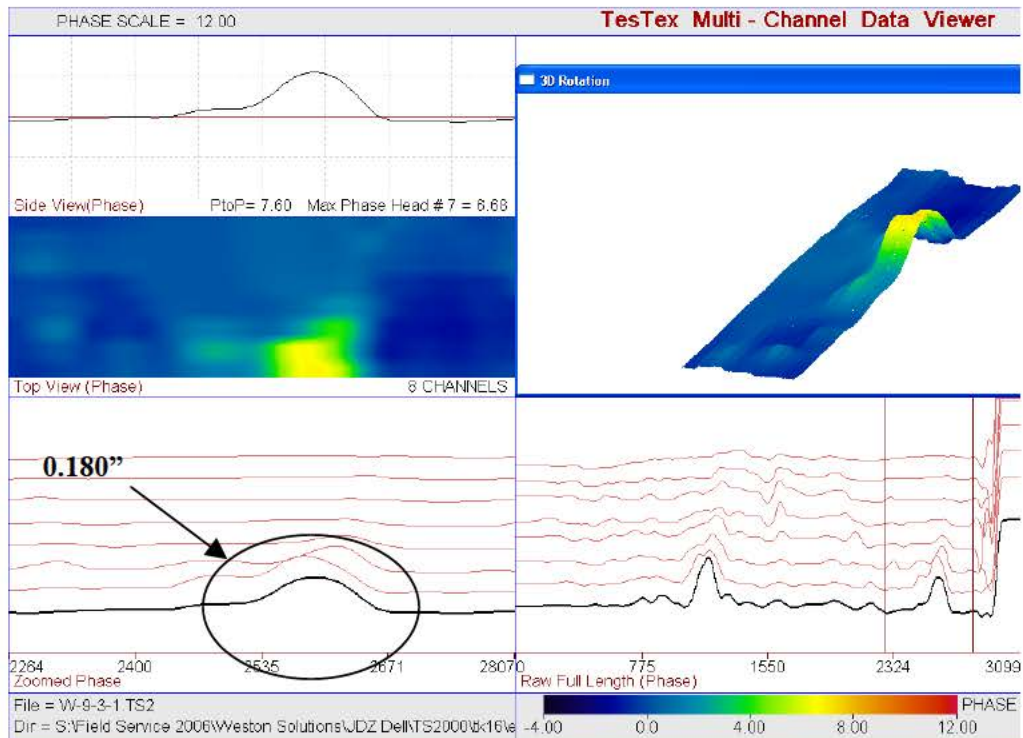 PHASE SCALE = 12.00
TesTex Multi - Channel Data Viewer
3D Rotation
Side View(Phase) PtoP= 7.60 Max Phase Head # 7 = 6.68
Top View (Phase) 8 CHANNELS
0.180”
2264 2400 2535 2671 2807
Zoomed Phase
0 775 1550 2324 3099
Raw Full Length (Phase)
File = W-9-3-1.TS2
Dir = S:\Field Service 2006\Weston Solutions\JDZ Dell\TS2000\tk16\e
-4.00 0.0 4.00 8.00 12.00
PHASE